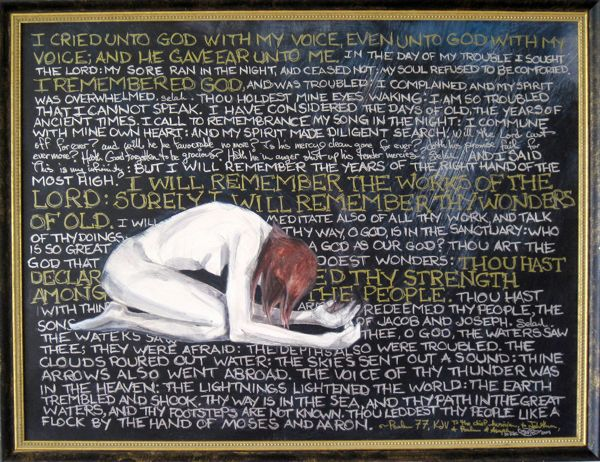 I CRIED UNTO GOD WITH MY VOICE, EVEN UNTO GOD WITH MY
VOICE; AND HE GAVE EAR UNTO ME. IN THE DAY OF MY TROUBLE I SOUGHT
THE LORD: MY SORE RAN IN THE NIGHT, AND CEASED NOT: MY SOUL REFUSED TO BE COMFORTED.
I REMEMBERED GOD, AND WAS TROUBLED: I COMPLAINED, AND MY SPIRIT
WAS OVERWHELMED. selah. THOU HOLDEST MINE EYES WAKING: I AM SO TROUBLED
THAT I CANNOT SPEAK. I HAVE CONSIDERED THE DAYS OF OLD, THE YEARS OF
ANCIENT TIMES. I CALL TO REMEMBRANCE MY SONG IN THE NIGHT: I COMMUNE
WITH MINE OWN HEART: AND MY SPIRIT MADE DILIGENT SEARCH. Will the Lord cast
off for ever? and will he be favourable no more? Is his mercy clean gone for ever? doth his promise fail for
evermore? Hath God forgotten to be gracious? Hath he in anger shut up his tender mercies? Selah. AND I SAID
This is my infirmity: BUT I WILL REMEMBER THE YEARS OF THE RIGHT HAND OF THE
MOST HIGH. I WILL REMEMBER THE WORKS OF THE
LORD: SURELY I WILL REMEMBER THY WONDERS
OF OLD. I WILL MEDITATE ALSO OF ALL THY WORK, AND TALK
OF THY DOINGS. THY WAY, O GOD, IS IN THE SANCTUARY: WHO
IS SO GREAT A GOD AS OUR GOD? THOU ART THE
GOD THAT DOEST WONDERS: THOU HAST
DECLAR ED THY STRENGTH
AMONG THE PEOPLE. THOU HAST
WITH THIN ARM REDEEMED THY PEOPLE, THE
SONS OF JACOB AND JOSEPH. Selah.
THE WATERS SAW THEE, O GOD, THE WATERS SAW
THEE; THEY WERE AFRAID: THE DEPTHS ALSO WERE TROUBLED. THE
CLOUDS POURED OUT WATER: THE SKIES SENT OUT A SOUND: THINE
ARROWS ALSO WENT ABROAD. THE VOICE OF THY THUNDER WAS
IN THE HEAVEN: THE LIGHTNINGS LIGHTENED THE WORLD: THE EARTH
TREMBLED AND SHOOK. THY WAY IS IN THE SEA, AND THY PATH IN THE GREAT
WATERS, AND THY FOOTSTEPS ARE NOT KNOWN. THOU LEDDEST THY PEOPLE LIKE A
FLOCK BY THE HAND OF MOSES AND AARON. ~Psalm 77, KJV To the chief musician, to Jeduthun,
A Psalm of Asaph